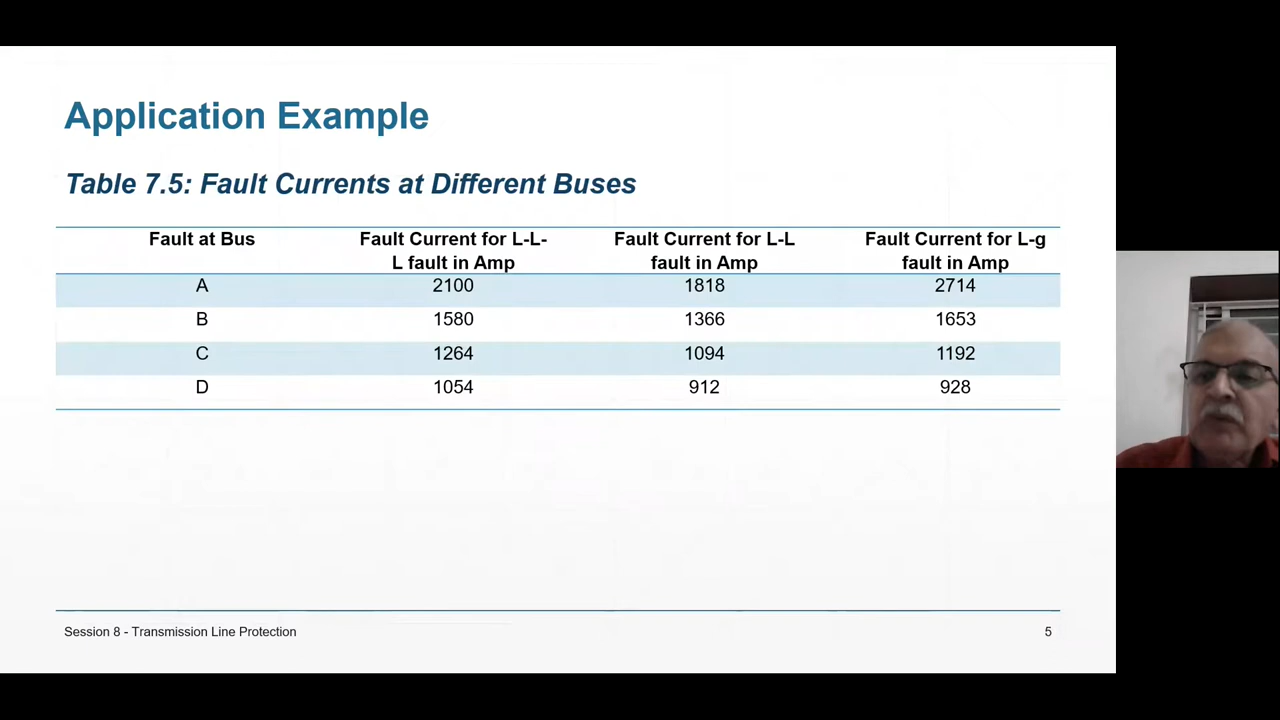 Application Example
Table 7.5: Fault Currents at Different Buses
Fault at Bus Fault Current for L-L- Fault Current for L-L Fault Current for L-g
L fault in Amp fault in Amp fault in Amp
A 2100 1818 2714
B 1580 1366 1653
C 1264 1094 1192
D 1054 912 928
Session 8 - Transmission Line Protection 5